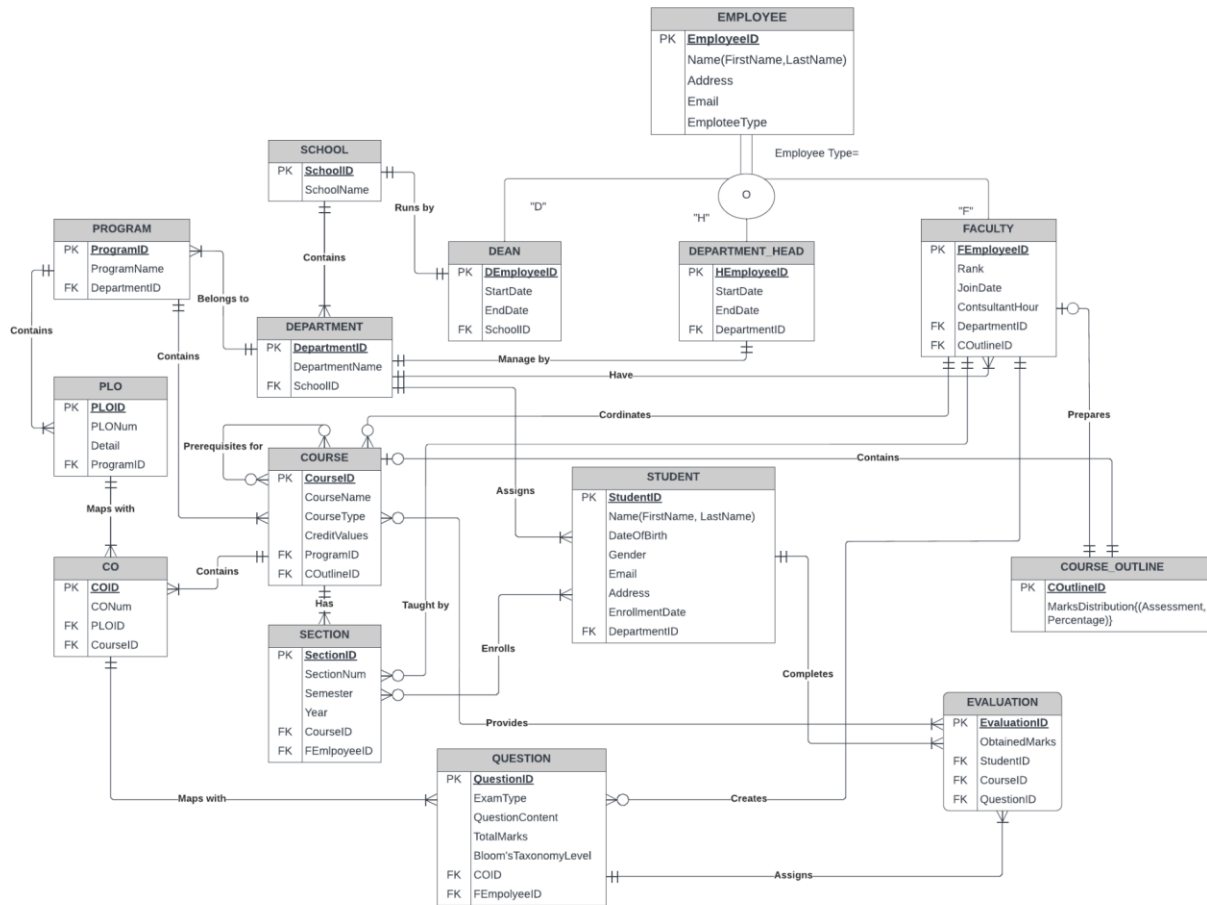 EMPLOYEE
PK EmployeeID
Name(FirstName,LastName)
Address
Email
EmploteeType
Employee Type=
O
"D"
"H"
"F"
SCHOOL
PK SchoolID
SchoolName
Runs by
Contains
PROGRAM
PK ProgramID
ProgramName
FK DepartmentID
Belongs to
Contains
Contains
DEAN
PK DEmployeeID
StartDate
EndDate
FK SchoolID
DEPARTMENT_HEAD
PK HEmployeeID
StartDate
EndDate
FK DepartmentID
FACULTY
PK FEmployeeID
Rank
JoinDate
ContsultantHour
FK DepartmentID
FK COutlineID
DEPARTMENT
PK DepartmentID
DepartmentName
FK SchoolID
Manage by
Have
Cordinates
Prepares
PLO
PK PLOID
PLONum
Detail
FK ProgramID
Maps with
Prerequisites for
COURSE
PK CourseID
CourseName
CourseType
CreditValues
FK ProgramID
FK COutlineID
Contains
Assigns
STUDENT
PK StudentID
Name(FirstName, LastName)
DateOfBirth
Gender
Email
Address
EnrollmentDate
FK DepartmentID
CO
PK COID
CONum
FK PLOID
FK CourseID
Contains
Has
Taught by
COURSE_OUTLINE
PK COutlineID
MarksDistribution{(Assessment,
Percentage)}
SECTION
PK SectionID
SectionNum
Semester
Year
FK CourseID
FK FEmlpoyeeID
Enrolls
Completes
Provides
EVALUATION
PK EvaluationID
ObtainedMarks
FK StudentID
FK CourseID
FK QuestionID
QUESTION
PK QuestionID
ExamType
QuestionContent
TotalMarks
Bloom'sTaxonomyLevel
FK COID
FK FEmpolyeeID
Maps with
Creates
Assigns